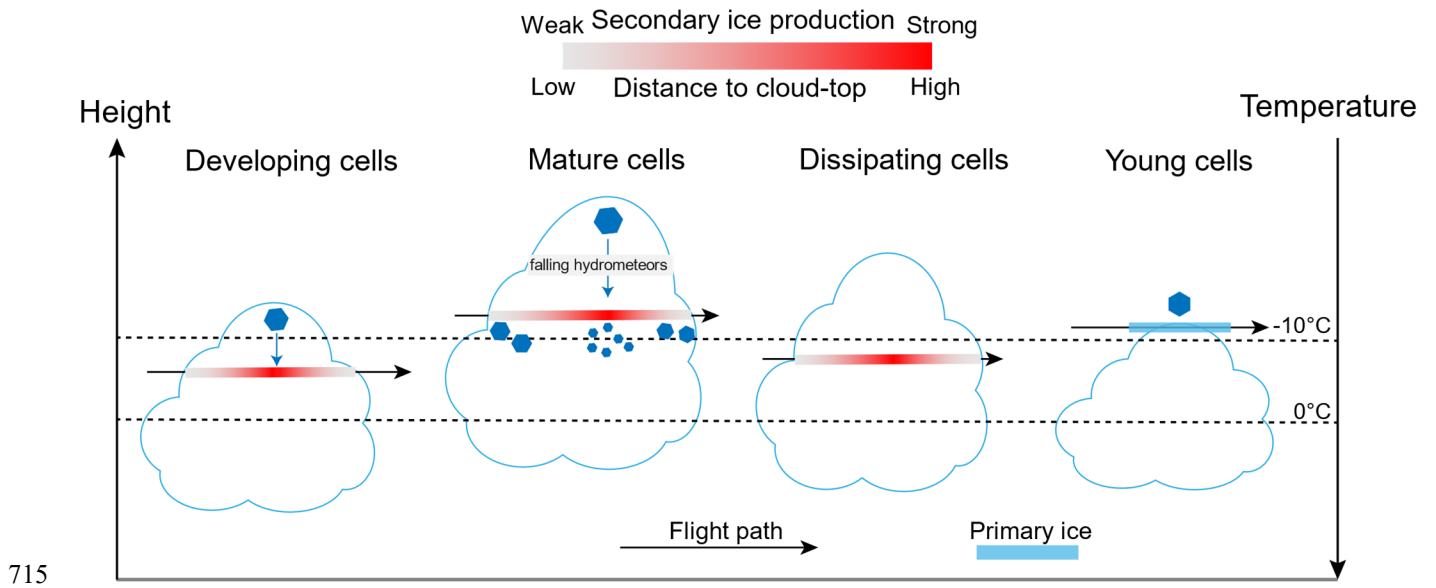 Weak Secondary ice production Strong
Low Distance to cloud-top High
Height
Temperature
Developing cells
Mature cells
Dissipating cells
Young cells
falling hydrometeors
-10°C
0°C
Flight path
Primary ice
715